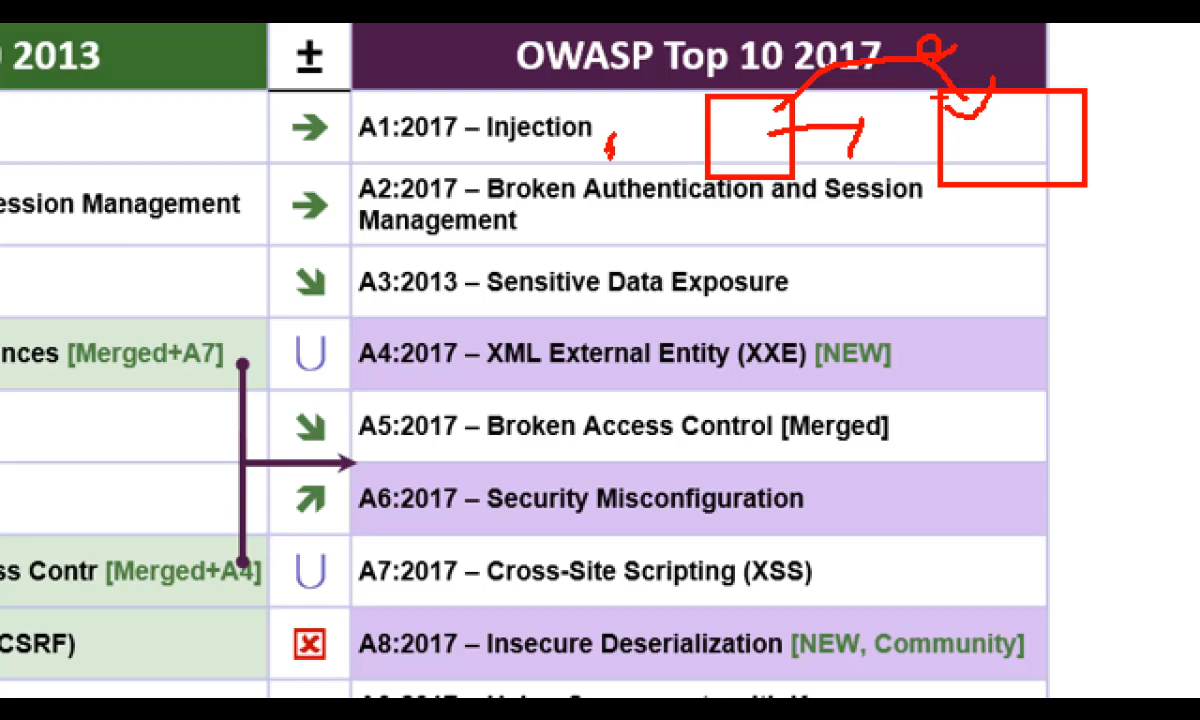 2013 ± OWASP Top 10 2017
A1:2017 – Injection
ession Management A2:2017 – Broken Authentication and Session
Management
A3:2013 – Sensitive Data Exposure
nces [Merged+A7] A4:2017 – XML External Entity (XXE) [NEW]
A5:2017 – Broken Access Control [Merged]
A6:2017 – Security Misconfiguration
ss Contr [Merged+A4] A7:2017 – Cross-Site Scripting (XSS)
CSRF) A8:2017 – Insecure Deserialization [NEW, Community]